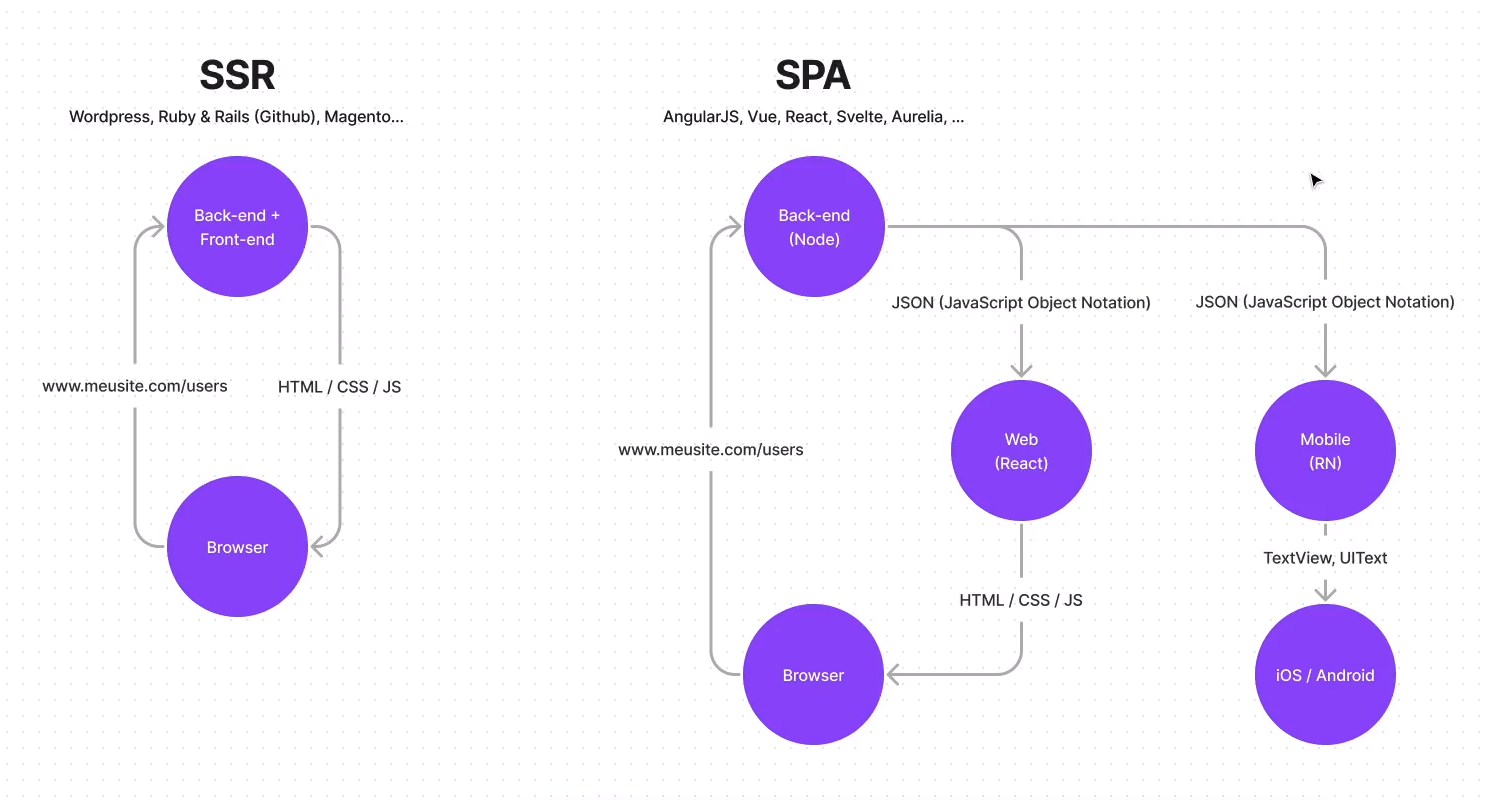 SSR
Wordpress, Ruby & Rails (Github), Magento...
Back-end +
Front-end
www.meusite.com/users
HTML / CSS / JS
Browser
SPA
AngularJS, Vue, React, Svelte, Aurelia, ...
Back-end
(Node)
JSON (JavaScript Object Notation)
JSON (JavaScript Object Notation)
www.meusite.com/users
Web
(React)
Mobile
(RN)
HTML / CSS / JS
TextView, UIText
Browser
iOS / Android